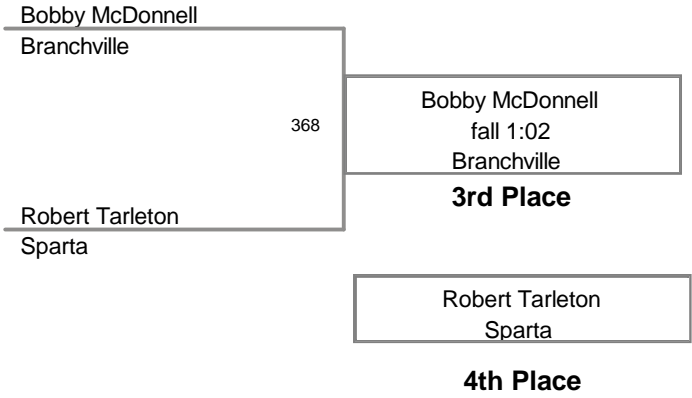 Bobby McDonnell
Branchville
368
Bobby McDonnell
fall 1:02
Branchville
3rd Place
Robert Tarleton
Sparta
Robert Tarleton
Sparta
4th Place